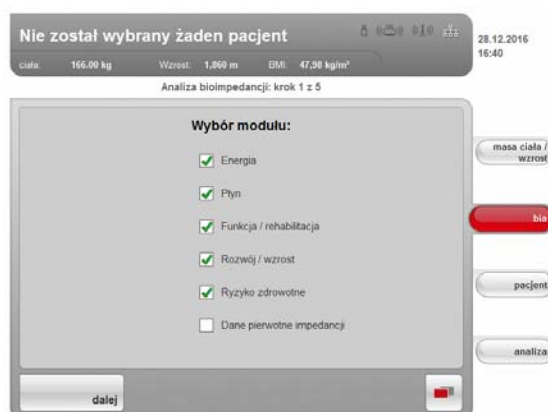 Nie został wybrany żaden pacjent
28.12.2016
16:40
ciała: 166.00 kg Wzrost: 1,860 m BMI: 47,98 kg/m²
Analiza bioimpedancji: krok 1 z 5
Wybór modułu:
Energia
Płyn
Funkcja / rehabilitacja
Rozwój / wzrost
Ryzyko zdrowotne
Dane pierwotne impedancji
masa ciała /
wzrost
bia
pacjent
analiza
dalej